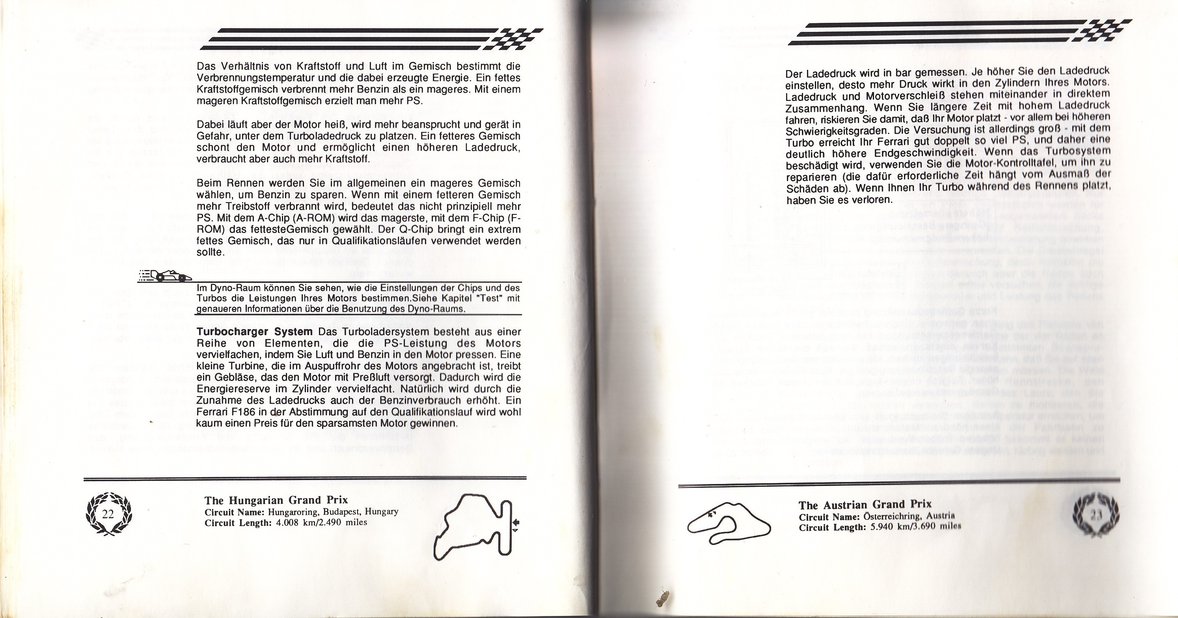 Das Verhältnis von Kraftstoff und Luft im Gemisch bestimmt die
Verbrennungstemperatur und die dabei erzeugte Energie. Ein fettes
Kraftstoffgemisch verbrennt mehr Benzin als ein mageres. Mit einem
mageren Kraftstoffgemisch erzielt man mehr PS.
Dabei läuft aber der Motor heiß, wird mehr beansprucht und gerät in
Gefahr, unter dem Turboladedruck zu platzen. Ein fetteres Gemisch
schont den Motor und ermöglicht einen höheren Ladedruck,
verbraucht aber auch mehr Kraftstoff.
Beim Rennen werden Sie im allgemeinen ein mageres Gemisch
wählen, um Benzin zu sparen. Wenn mit einem fetteren Gemisch
mehr Treibstoff verbrannt wird, bedeutet das nicht prinzipiell mehr
PS. Mit dem A-Chip (A-ROM) wird das magerste, mit dem F-Chip (F-
ROM) das fettesteGemisch gewählt. Der Q-Chip bringt ein extrem
fettes Gemisch, das nur in Qualifikationsläufen verwendet werden
sollte.
Im Dyno-Raum können Sie sehen, wie die Einstellungen der Chips und des
Turbos die Leistungen Ihres Motors bestimmen.Siehe Kapitel "Test" mit
genaueren Informationen über die Benutzung des Dyno-Raums.
Turbocharger System Das Turboladersystem besteht aus einer
Reihe von Elementen, die die PS-Leistung des Motors
vervielfachen, indem Sie Luft und Benzin in den Motor pressen. Eine
kleine Turbine, die im Auspuffrohr des Motors angebracht ist, treibt
ein Gebläse, das den Motor mit Preßluft versorgt. Dadurch wird die
Energiereserve im Zylinder vervielfacht. Natürlich wird durch die
Zunahme des Ladedrucks auch der Benzinverbrauch erhöht. Ein
Ferrari F186 in der Abstimmung auf den Qualifikationslauf wird wohl
kaum einen Preis für den sparsamsten Motor gewinnen.
22
The Hungarian Grand Prix
Circuit Name: Hungaroring, Budapest, Hungary
Circuit Length: 4.008 km/2.490 miles
Der Ladedruck wird in bar gemessen. Je höher Sie den Ladedruck
einstellen, desto mehr Druck wirkt in den Zylindern Ihres Motors.
Ladedruck und Motorverschleiß stehen miteinander in direktem
Zusammenhang. Wenn Sie längere Zeit mit hohem Ladedruck
fahren, riskieren Sie damit, daß Ihr Motor platzt - vor allem bei höheren
Schwierigkeitsgraden. Die Versuchung ist allerdings groß - mit dem
Turbo erreicht Ihr Ferrari gut doppelt so viel PS, und daher eine
deutlich höhere Endgeschwindigkeit. Wenn das Turbosystem
beschädigt wird, verwenden Sie die Motor-Kontrolltafel, um ihn zu
reparieren (die dafür erforderliche Zeit hängt vom Ausmaß der
Schäden ab). Wenn Ihnen Ihr Turbo während des Rennens platzt,
haben Sie es verloren.
The Austrian Grand Prix
Circuit Name: Österreichring, Austria
Circuit Length: 5.940 km/3.690 miles
23